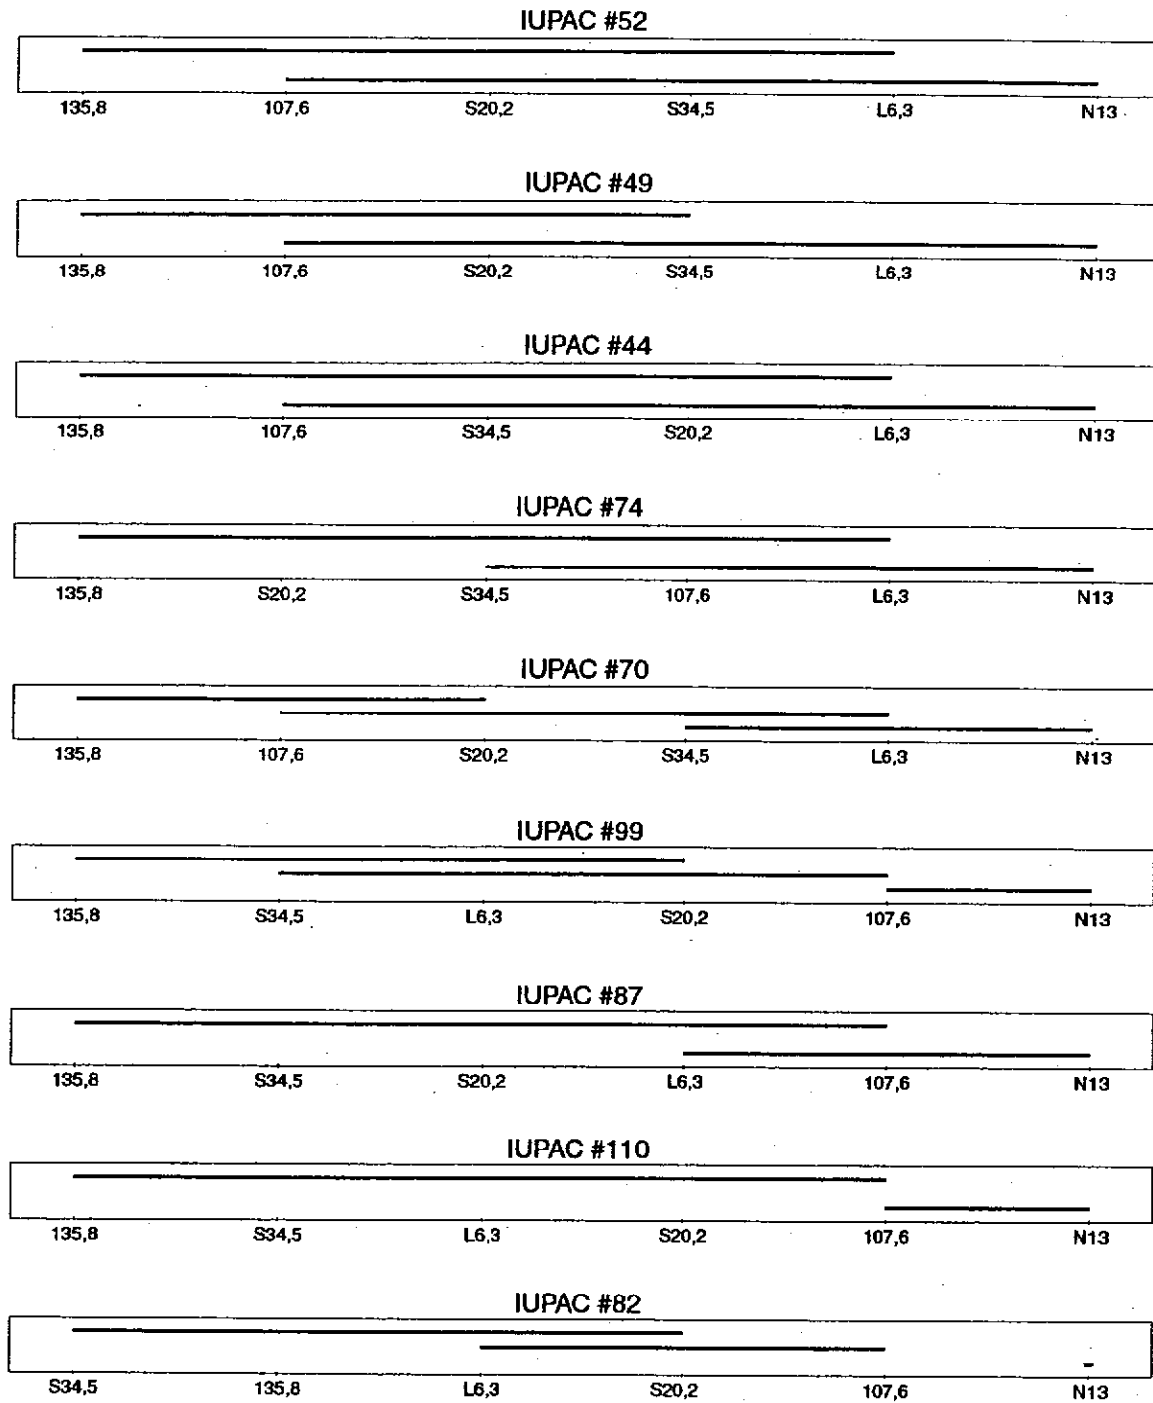 IUPAC #52
135,8 107,6 S20,2 S34,5 L6,3 N13
IUPAC #49
135,8 107,6 S20,2 S34,5 L6,3 N13
IUPAC #44
135,8 107,6 S34,5 S20,2 L6,3 N13
IUPAC #74
135,8 S20,2 S34,5 107,6 L6,3 N13
IUPAC #70
135,8 107,6 S20,2 S34,5 L6,3 N13
IUPAC #99
135,8 S34,5 L6,3 S20,2 107,6 N13
IUPAC #87
135,8 S34,5 S20,2 L6,3 107,6 N13
IUPAC #110
135,8 S34,5 L6,3 S20,2 107,6 N13
IUPAC #82
S34,5 135,8 L6,3 S20,2 107,6 N13